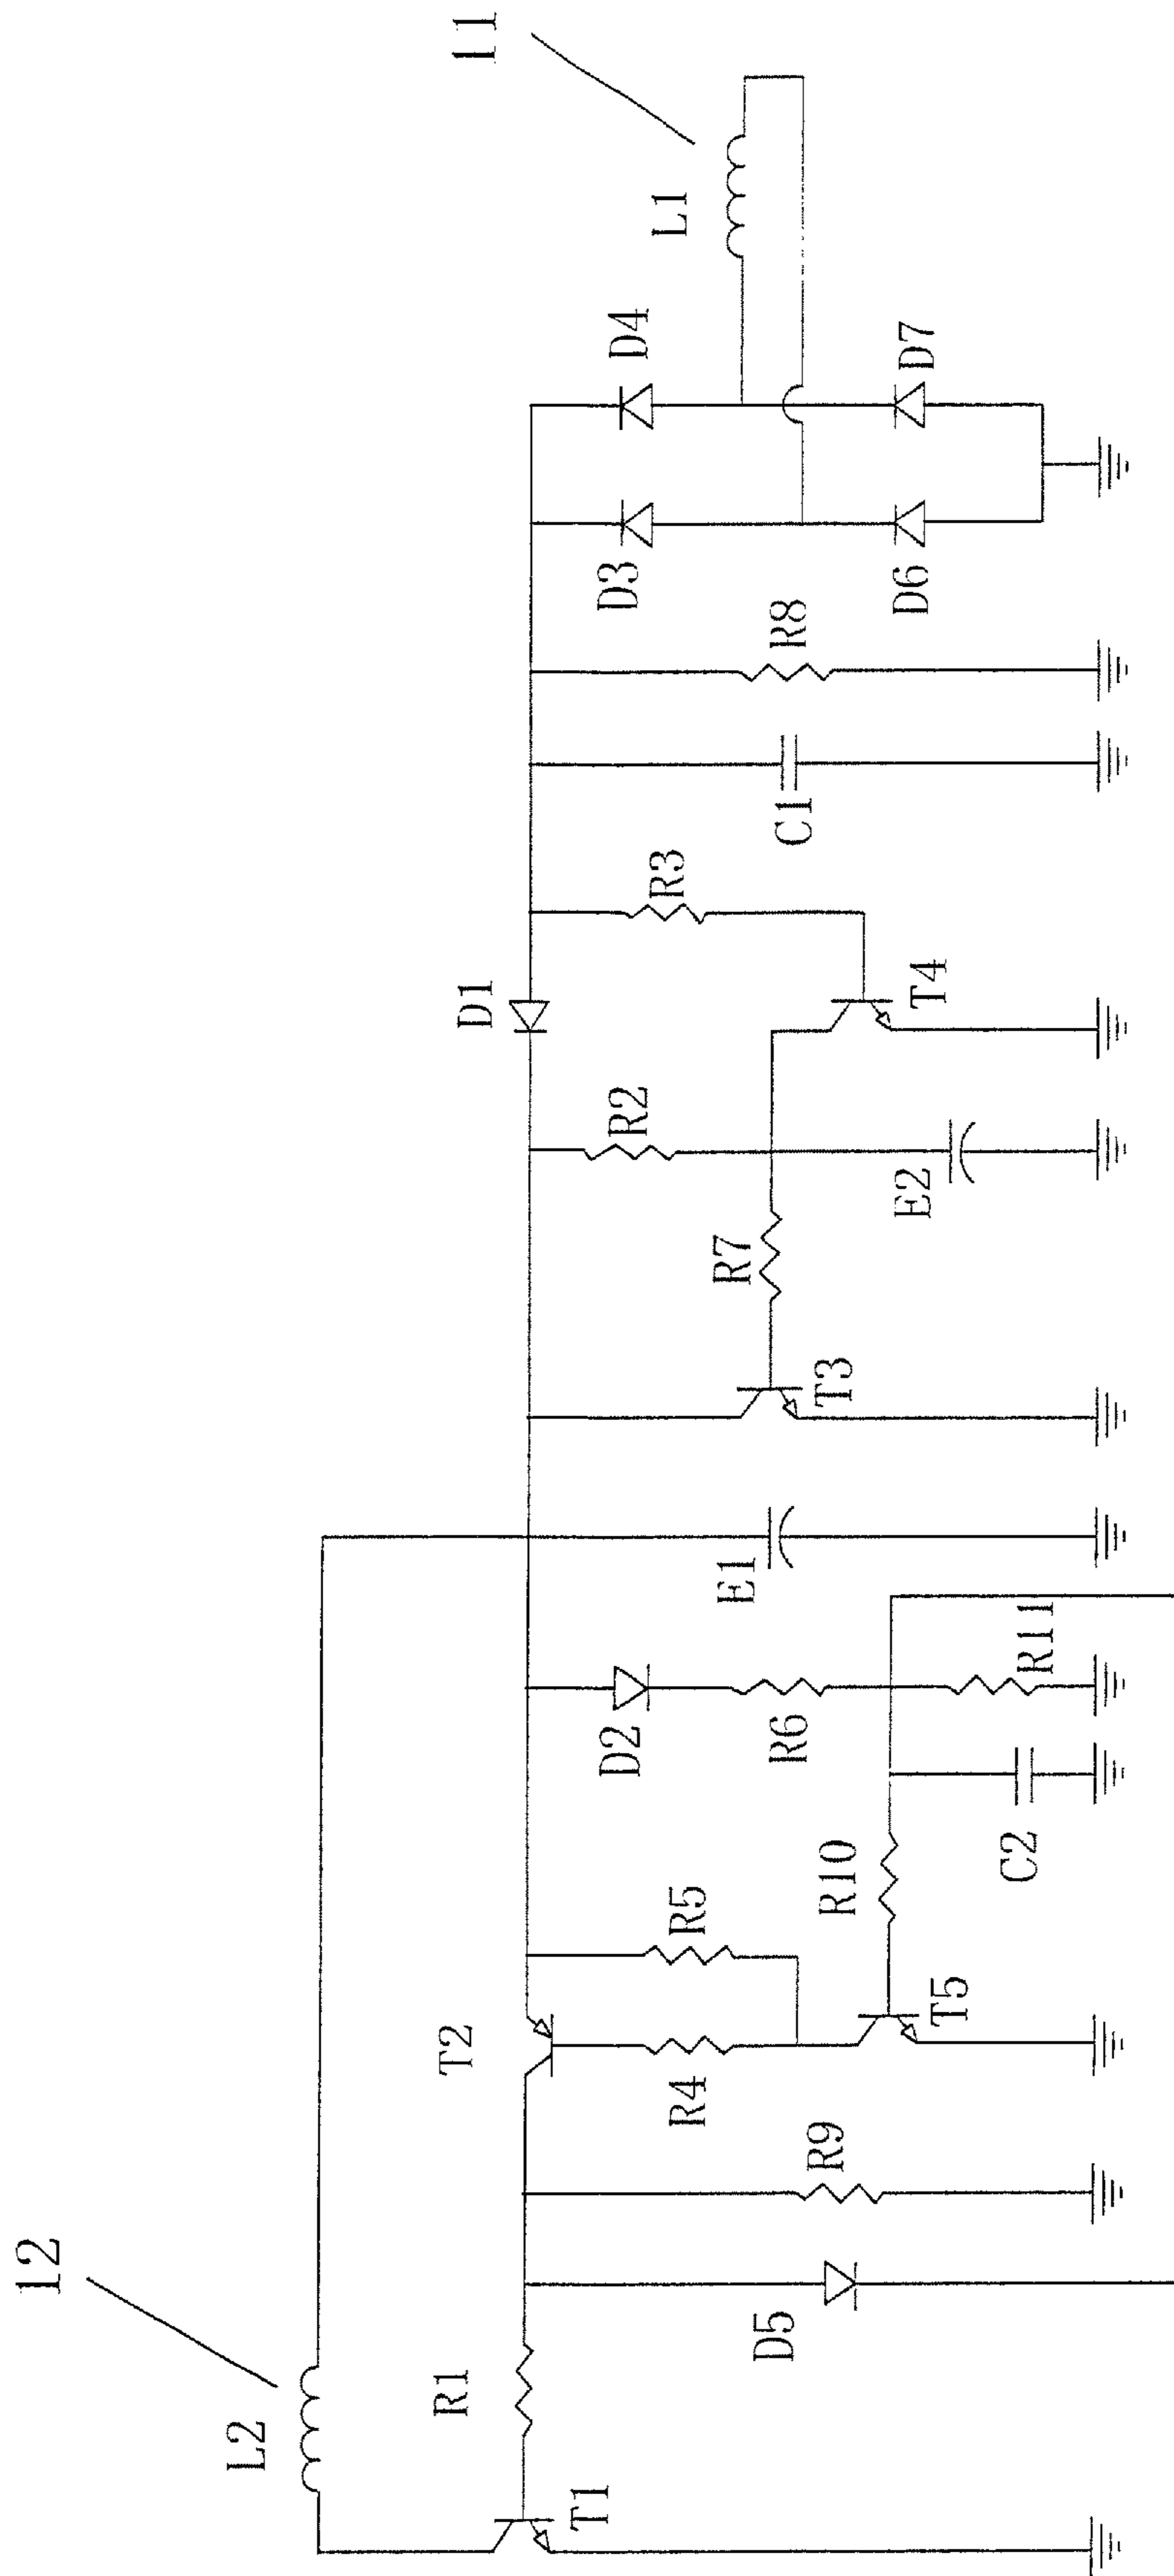 12
L2
R1
T2
D1
11
T1
D2
R2
D3
D4
R4
R5
R3
L1
E1
R7
D5
R6
C1
R8
R9
R10
T3
T5
E2
T4
D6
D7
C2
R11